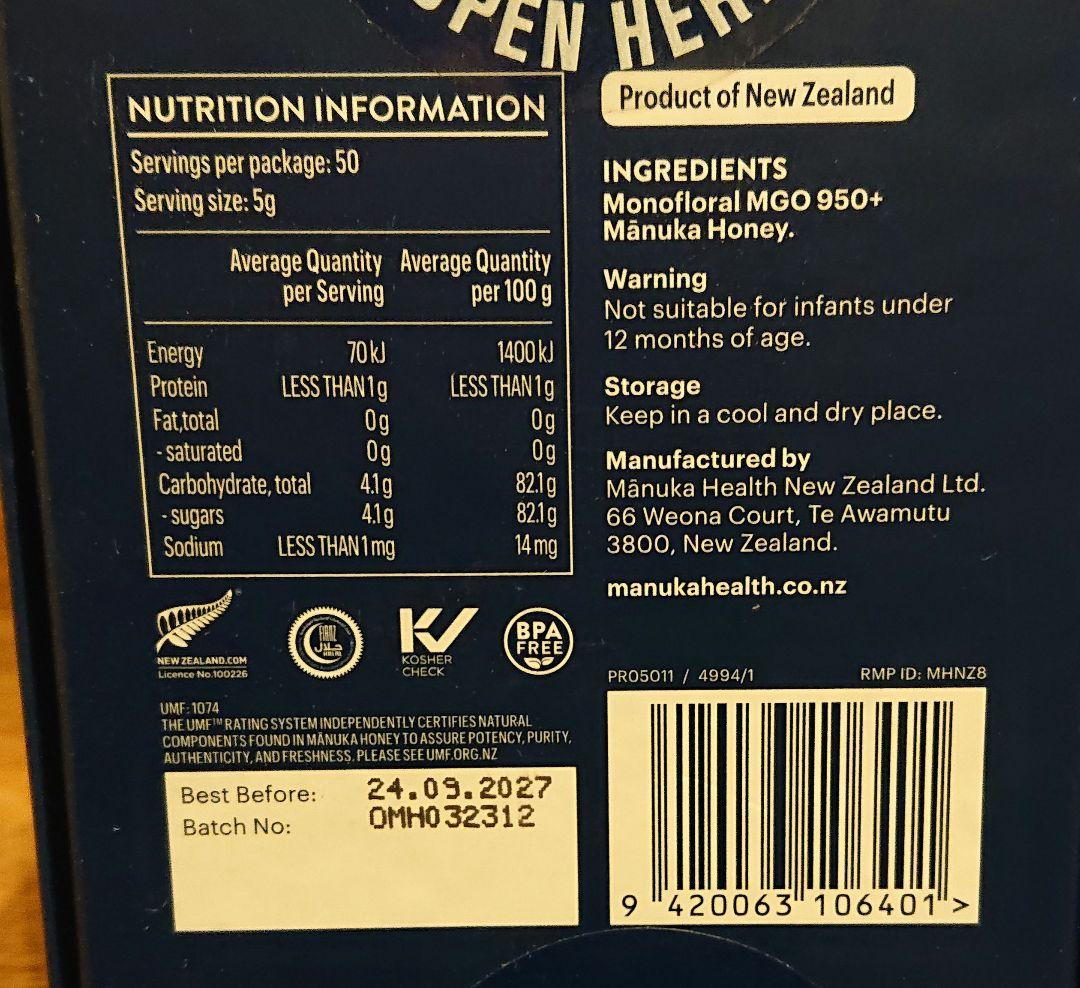 OPEN HER
NUTRITION INFORMATION
Servings per package: 50
Serving size: 5g
Average Quantity per Serving
Average Quantity per 100 g
Energy 70 kJ 1400 kJ
Protein LESS THAN 1 g LESS THAN 1 g
Fat,total 0 g 0 g
- saturated 0 g 0 g
Carbohydrate, total 4.1 g 82.1 g
- sugars 4.1 g 82.1 g
Sodium LESS THAN 1 mg 14 mg
NEW ZEALAND.COM
Licence No.100226
FIANZ
حلال
KOSHER
CHECK
BPA
FREE
UMF: 1074
THE UMF™ RATING SYSTEM INDEPENDENTLY CERTIFIES NATURAL
COMPONENTS FOUND IN MĀNUKA HONEY TO ASSURE POTENCY, PURITY,
AUTHENTICITY, AND FRESHNESS. PLEASE SEE UMF.ORG.NZ
Best Before: 24.09.2027
Batch No: OMH032312
Product of New Zealand
INGREDIENTS
Monofloral MGO 950+
Mānuka Honey.
Warning
Not suitable for infants under
12 months of age.
Storage
Keep in a cool and dry place.
Manufactured by
Mānuka Health New Zealand Ltd.
66 Weona Court, Te Awamutu
3800, New Zealand.
manukahealth.co.nz
PR05011 / 4994/1 RMP ID: MHNZ8
9 420063 106401 >